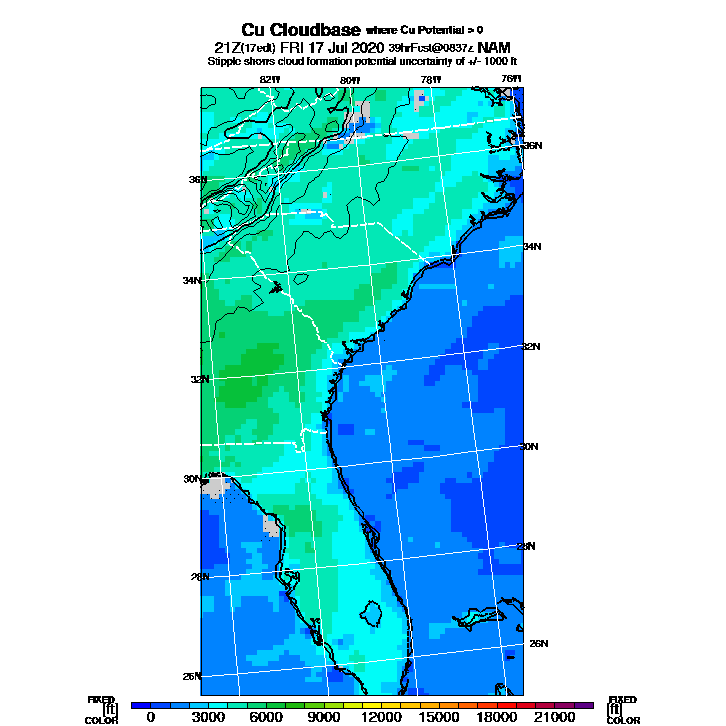 Cu Cloudbase where Cu Potential > 0
21Z(17edt) FRI 17 Jul 2020 39hrFcst@0837z NAM
Stipple shows cloud formation potential uncertainty of +/- 1000 ft
82W 80W 78W 76W
36N
36N
34N
34N
32N
32N
30N
30N
28N
28N
26N
26N
FIXED FIXED
[ft] [ft]
COLOR COLOR
0 3000 6000 9000 12000 15000 18000 21000